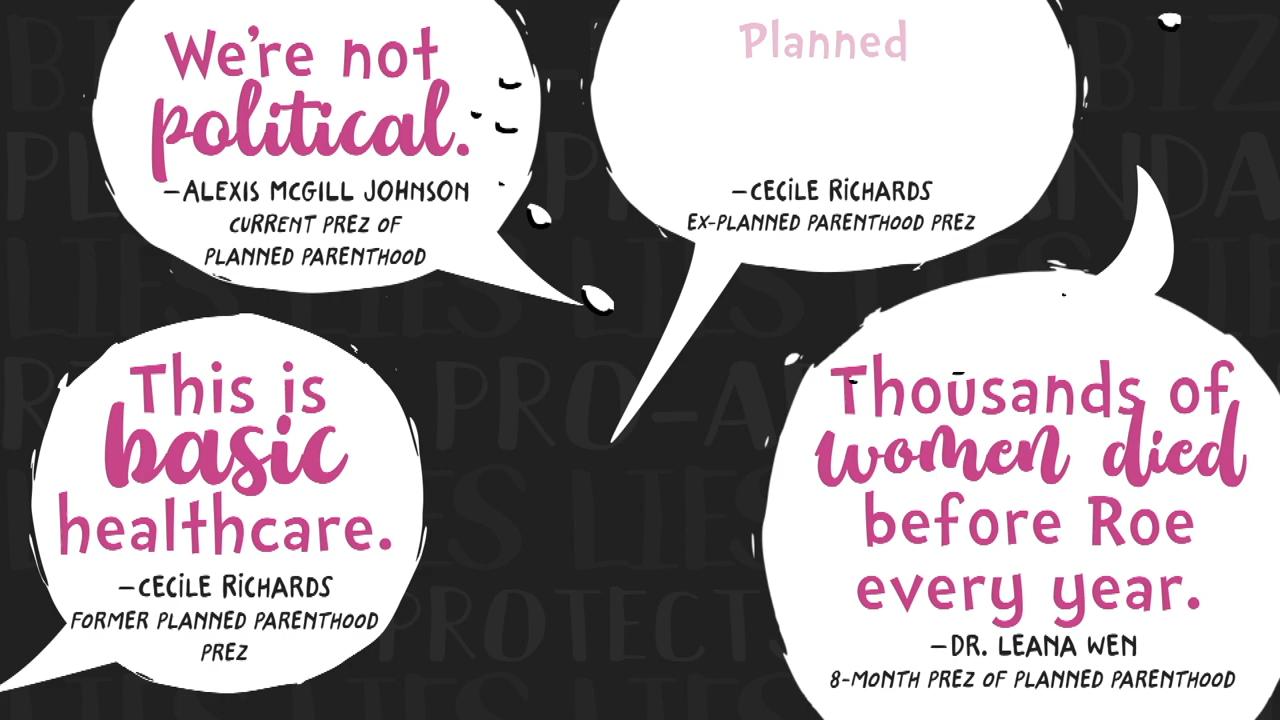 We're not
political.
—ALEXIS MCGILL JOHNSON
CURRENT PREZ OF
PLANNED PARENTHOOD
Planned
—CECILE RICHARDS
EX-PLANNED PARENTHOOD PREZ
This is
basic
healthcare.
—CECILE RICHARDS
FORMER PLANNED PARENTHOOD
PREZ
Thousands of
women died
before Roe
every year.
—DR. LEANA WEN
8-MONTH PREZ OF PLANNED PARENTHOOD